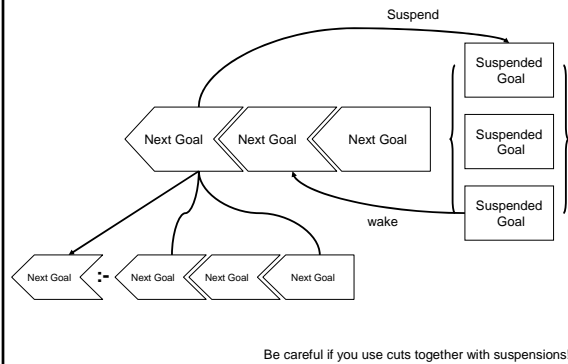 Suspend
Suspended
Goal
Next Goal Next Goal Next Goal
Suspended
Goal
Suspended
Goal
wake
Next Goal :- Next Goal Next Goal Next Goal
Be careful if you use cuts together with suspensions!